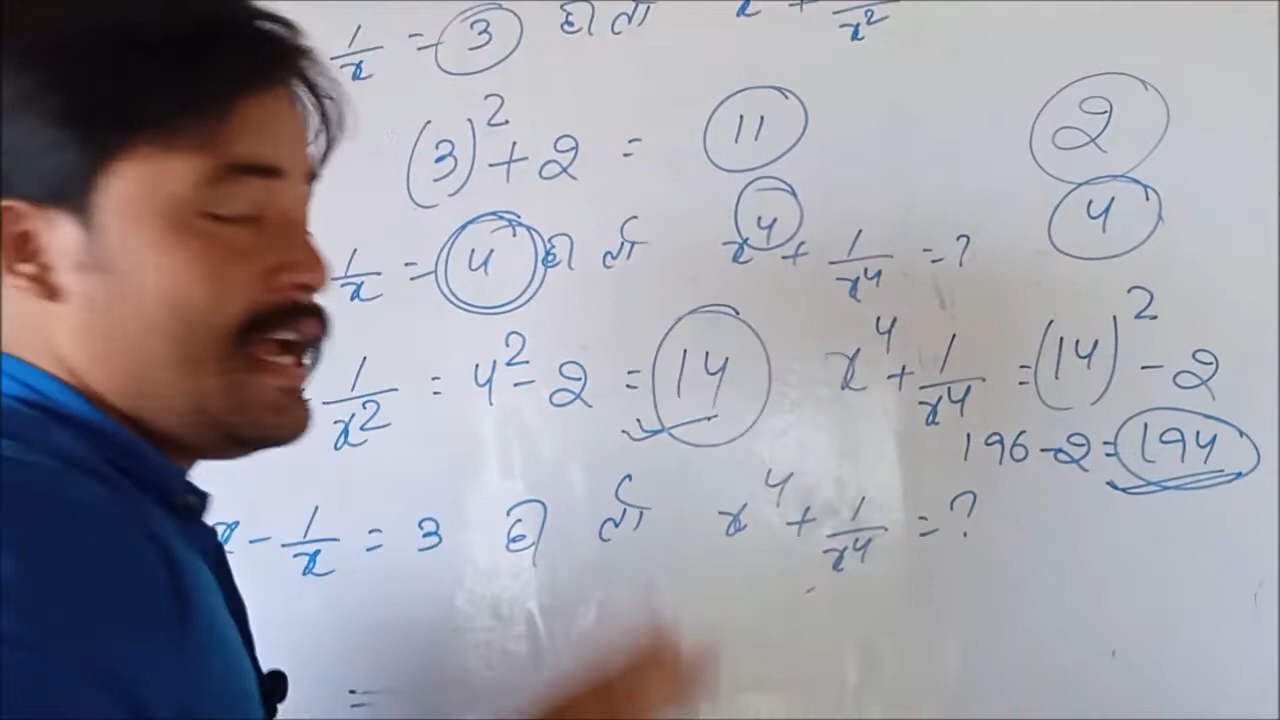 1/x = 3 हो तो x + 1/x²
(3)² + 2 = 11 2
1/x = 4 हो तो x⁴ + 1/x⁴ = ? 4
1/x² = 4² - 2 = 14 x⁴ + 1/x⁴ = (14)² - 2
196 - 2 = 194
x - 1/x = 3 हो तो x⁴ + 1/x⁴ = ?
=